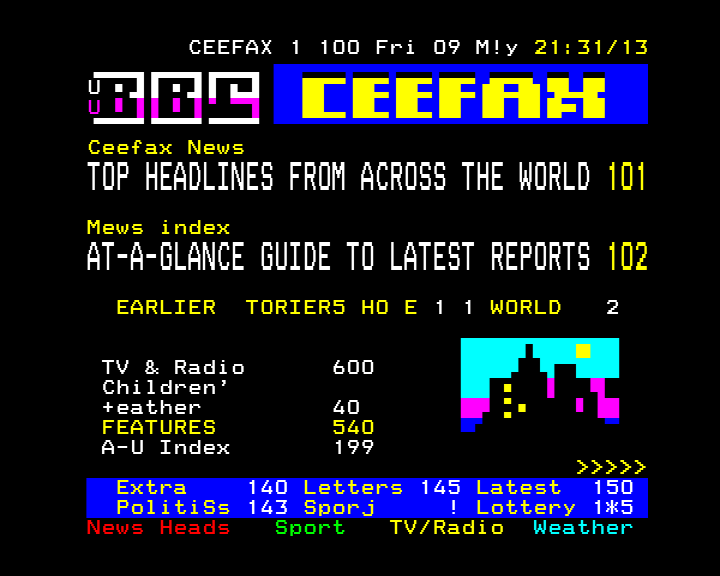 CEEFAX 1 100 Fri 09 M!y 21:31/13
U
U
BBC CEEFAX
Ceefax News
TOP HEADLINES FROM ACROSS THE WORLD 101
Mews index
AT-A-GLANCE GUIDE TO LATEST REPORTS 102
EARLIER TORIER5 HO E 1 1 WORLD 2
TV & Radio 600
Children’
+eather 40
FEATURES 540
A-U Index 199
>>>>>
Extra 140 Letters 145 Latest 150
PolitiSs 143 Sporj ! Lottery 1*5
News Heads Sport TV/Radio Weather